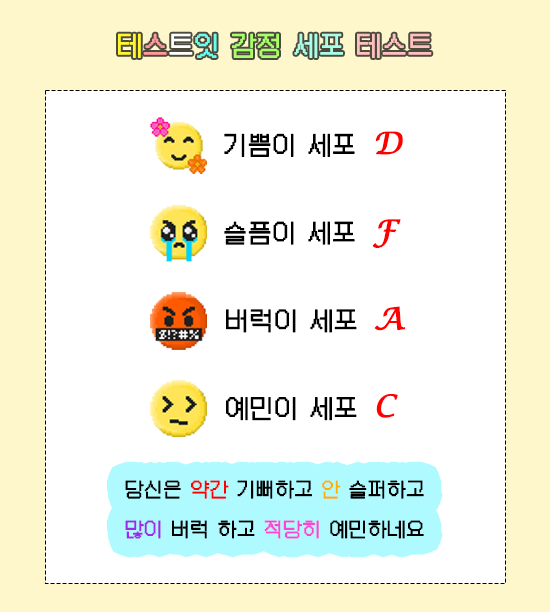 테스트잇 감정 세포 테스트
기쁨이 세포 D
슬픔이 세포 F
&!?#%
버럭이 세포 A
예민이 세포 C
당신은 약간 기뻐하고 안 슬퍼하고
많이 버럭 하고 적당히 예민하네요